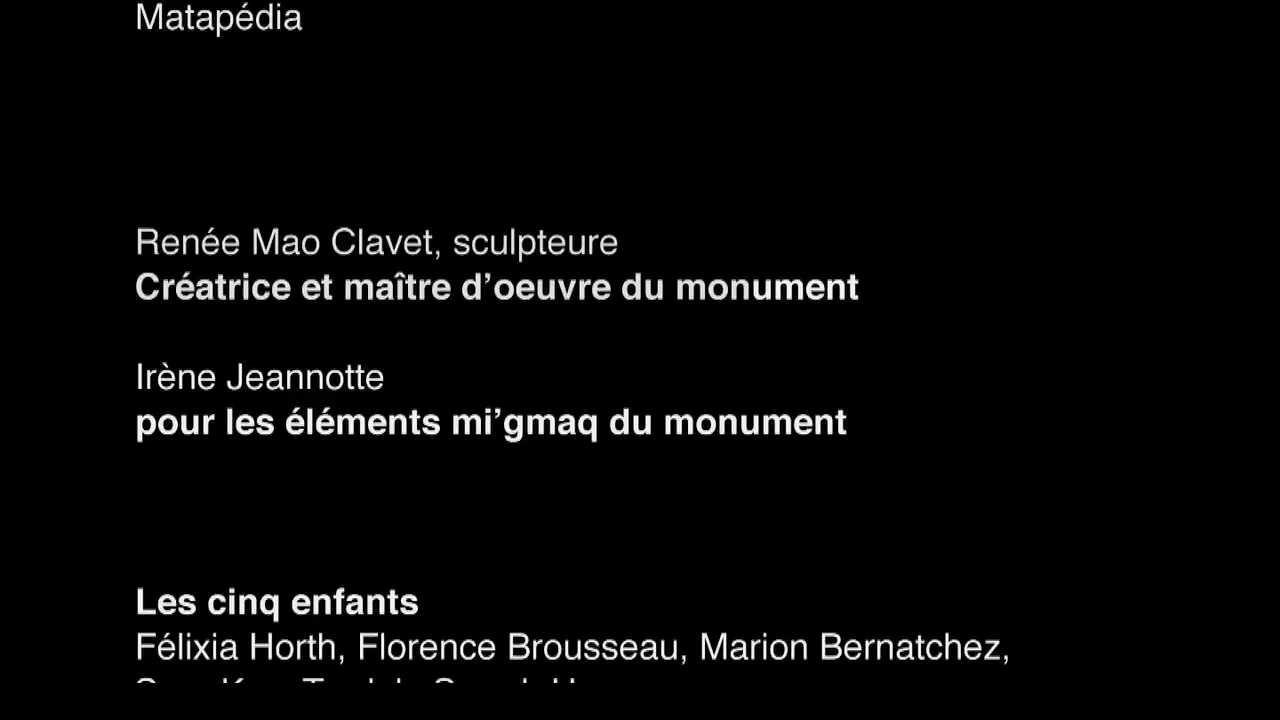 Matapédia
Renée Mao Clavet, sculpteure
Créatrice et maître d’oeuvre du monument
Irène Jeannotte
pour les éléments mi’gmaq du monument
Les cinq enfants
Félixia Horth, Florence Brousseau, Marion Bernatchez,